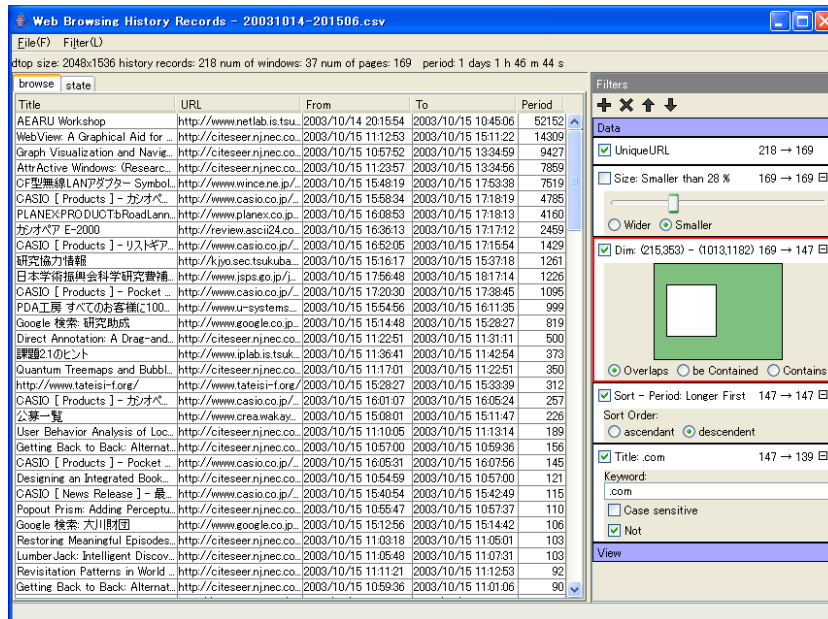 Web Browsing History Records - 20031014-201506.csv
File(F) Filter(L)
dtop size: 2048x1536 history records: 218 num of windows: 37 num of pages: 169 period: 1 days 1 h 46 m 44 s
browse state
Title URL From To Period
AEARU Workshop http://www.netlab.is.tsu... 2003/10/14 20:15:54 2003/10/15 10:45:06 52152
WebView: A Graphical Aid for ... http://citeseer.nj.nec.co... 2003/10/15 11:12:53 2003/10/15 15:11:22 14309
Graph Visualization and Navig... http://citeseer.nj.nec.co... 2003/10/15 10:57:52 2003/10/15 13:34:59 9427
AttrActive Windows: (Researc... http://citeseer.nj.nec.co... 2003/10/15 11:23:57 2003/10/15 13:34:56 7859
CF型無線LANアダプター Symbol... http://www.wince.ne.jp/... 2003/10/15 15:48:19 2003/10/15 17:53:38 7519
CASIO [ Products ] - カシオペ... http://www.casio.co.jp/... 2003/10/15 15:58:34 2003/10/15 17:18:19 4785
PLANEX:PRODUCT:bRoadLann... http://www.planex.co.jp... 2003/10/15 16:08:53 2003/10/15 17:18:13 4160
カシオペア E-2000 http://review.ascii24.co... 2003/10/15 16:36:13 2003/10/15 17:17:12 2459
CASIO [ Products ] - リストギア... http://www.casio.co.jp/... 2003/10/15 16:52:05 2003/10/15 17:15:54 1429
研究協力情報 http://kjyo.sec.tsukuba... 2003/10/15 15:16:17 2003/10/15 15:37:18 1261
日本学術振興会科学研究費補... http://www.jsps.go.jp/j... 2003/10/15 17:56:48 2003/10/15 18:17:14 1226
CASIO [ Products ] - Pocket ... http://www.casio.co.jp/... 2003/10/15 17:20:30 2003/10/15 17:38:45 1095
PDA工房 すべてのお客様に100... http://www.u-systems... 2003/10/15 15:54:56 2003/10/15 16:11:35 999
Google 検索: 研究助成 http://www.google.co.jp... 2003/10/15 15:14:48 2003/10/15 15:28:27 819
Direct Annotation: A Drag-and... http://citeseer.nj.nec.co... 2003/10/15 11:22:51 2003/10/15 11:31:11 500
課題2.1のヒント http://www.iplab.is.tsuk... 2003/10/15 11:36:41 2003/10/15 11:42:54 373
Quantum Treemaps and Bubbl... http://citeseer.nj.nec.co... 2003/10/15 11:17:01 2003/10/15 11:22:51 350
http://www.tateisi-f.org/ http://www.tateisi-f.org/ 2003/10/15 15:28:27 2003/10/15 15:33:39 312
CASIO [ Products ] - カシオペ... http://www.casio.co.jp/... 2003/10/15 16:01:07 2003/10/15 16:05:24 257
公募一覧 http://www.crea.wakay... 2003/10/15 15:08:01 2003/10/15 15:11:47 226
User Behavior Analysis of Loc... http://citeseer.nj.nec.co... 2003/10/15 11:10:05 2003/10/15 11:13:14 189
Getting Back to Back: Alternat... http://citeseer.nj.nec.co... 2003/10/15 10:57:00 2003/10/15 10:59:36 156
CASIO [ Products ] - Pocket ... http://www.casio.co.jp/... 2003/10/15 16:05:31 2003/10/15 16:07:56 145
Designing an Integrated Book... http://citeseer.nj.nec.co... 2003/10/15 10:54:59 2003/10/15 10:57:00 121
CASIO [ News Release ] - 最... http://www.casio.co.jp/... 2003/10/15 15:40:54 2003/10/15 15:42:49 115
Popout Prism: Adding Perceptu... http://citeseer.nj.nec.co... 2003/10/15 10:55:47 2003/10/15 10:57:37 110
Google 検索: 大川財団 http://www.google.co.jp... 2003/10/15 15:12:56 2003/10/15 15:14:42 106
Restoring Meaningful Episodes... http://citeseer.nj.nec.co... 2003/10/15 11:03:18 2003/10/15 11:05:01 103
LumberJack: Intelligent Discov... http://citeseer.nj.nec.co... 2003/10/15 11:05:48 2003/10/15 11:07:31 103
Revisitation Patterns in World ... http://citeseer.nj.nec.co... 2003/10/15 11:11:21 2003/10/15 11:12:53 92
Getting Back to Back: Alternat... http://citeseer.nj.nec.co... 2003/10/15 10:59:36 2003/10/15 11:01:06 90
Filters
Data
UniqueURL 218 → 169
Size: Smaller than 28 % 169 → 169
Wider Smaller
Dim: (215,353) - (1013,1182) 169 → 147
Overlaps be Contained Contains
Sort - Period: Longer First 147 → 147
Sort Order:
ascendant descendent
Title: .com 147 → 139
Keyword:
.com
Case sensitive
Not
View